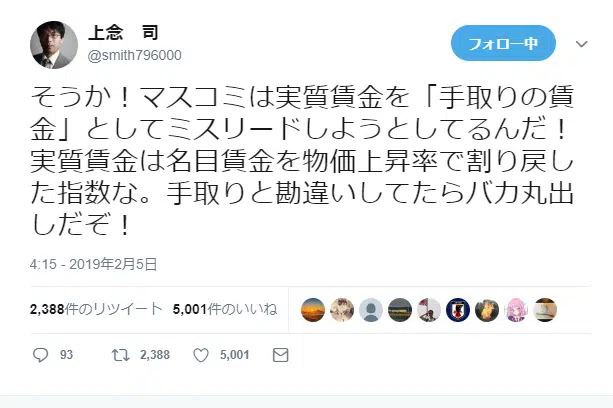 上念　司
@smith796000
フォロー中
そうか！マスコミは実質賃金を「手取りの賃
金」としてミスリードしようとしてるんだ！
実質賃金は名目賃金を物価上昇率で割り戻し
た指数な。手取りと勘違いしてたらバカ丸出
しだぞ！
4:15 - 2019年2月5日
2,388件のリツイート 5,001件のいいね
93 2,388 5,001